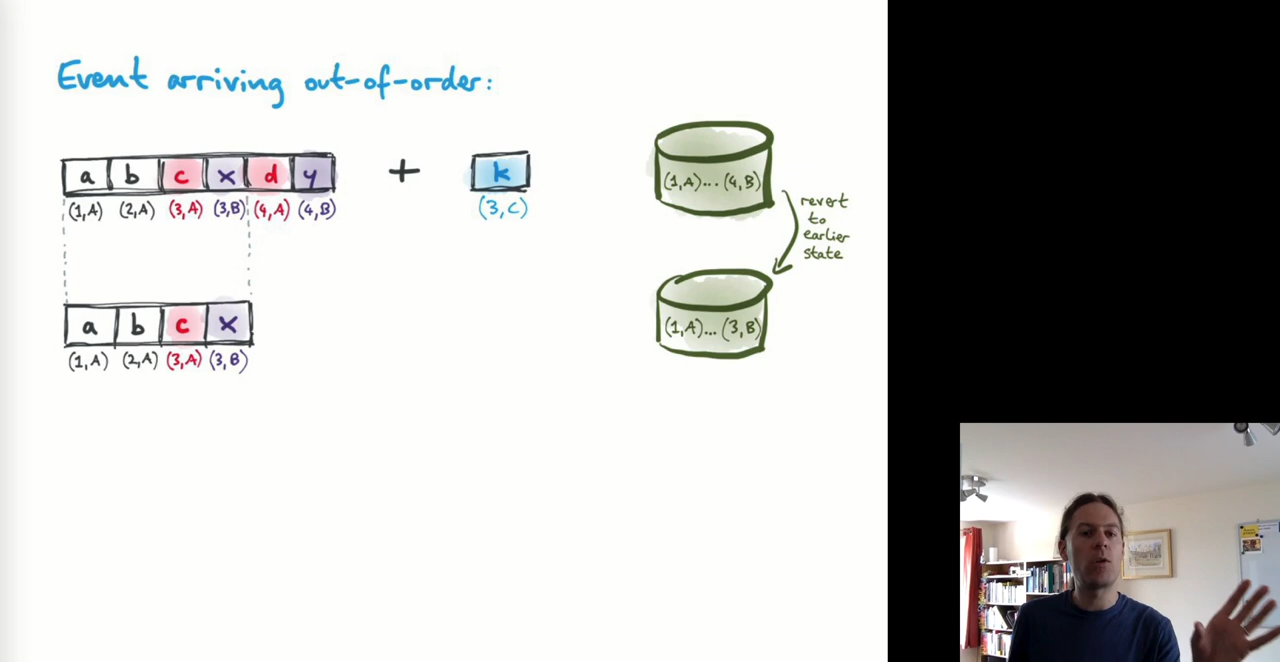 Event arriving out-of-order:
a b c x d y + k
(1,A) (2,A) (3,A) (3,B) (4,A) (4,B) (3,C)
(1,A)... (4,B)
revert
to
earlier
state
a b c x
(1,A) (2,A) (3,A) (3,B)
(1,A)... (3,B)